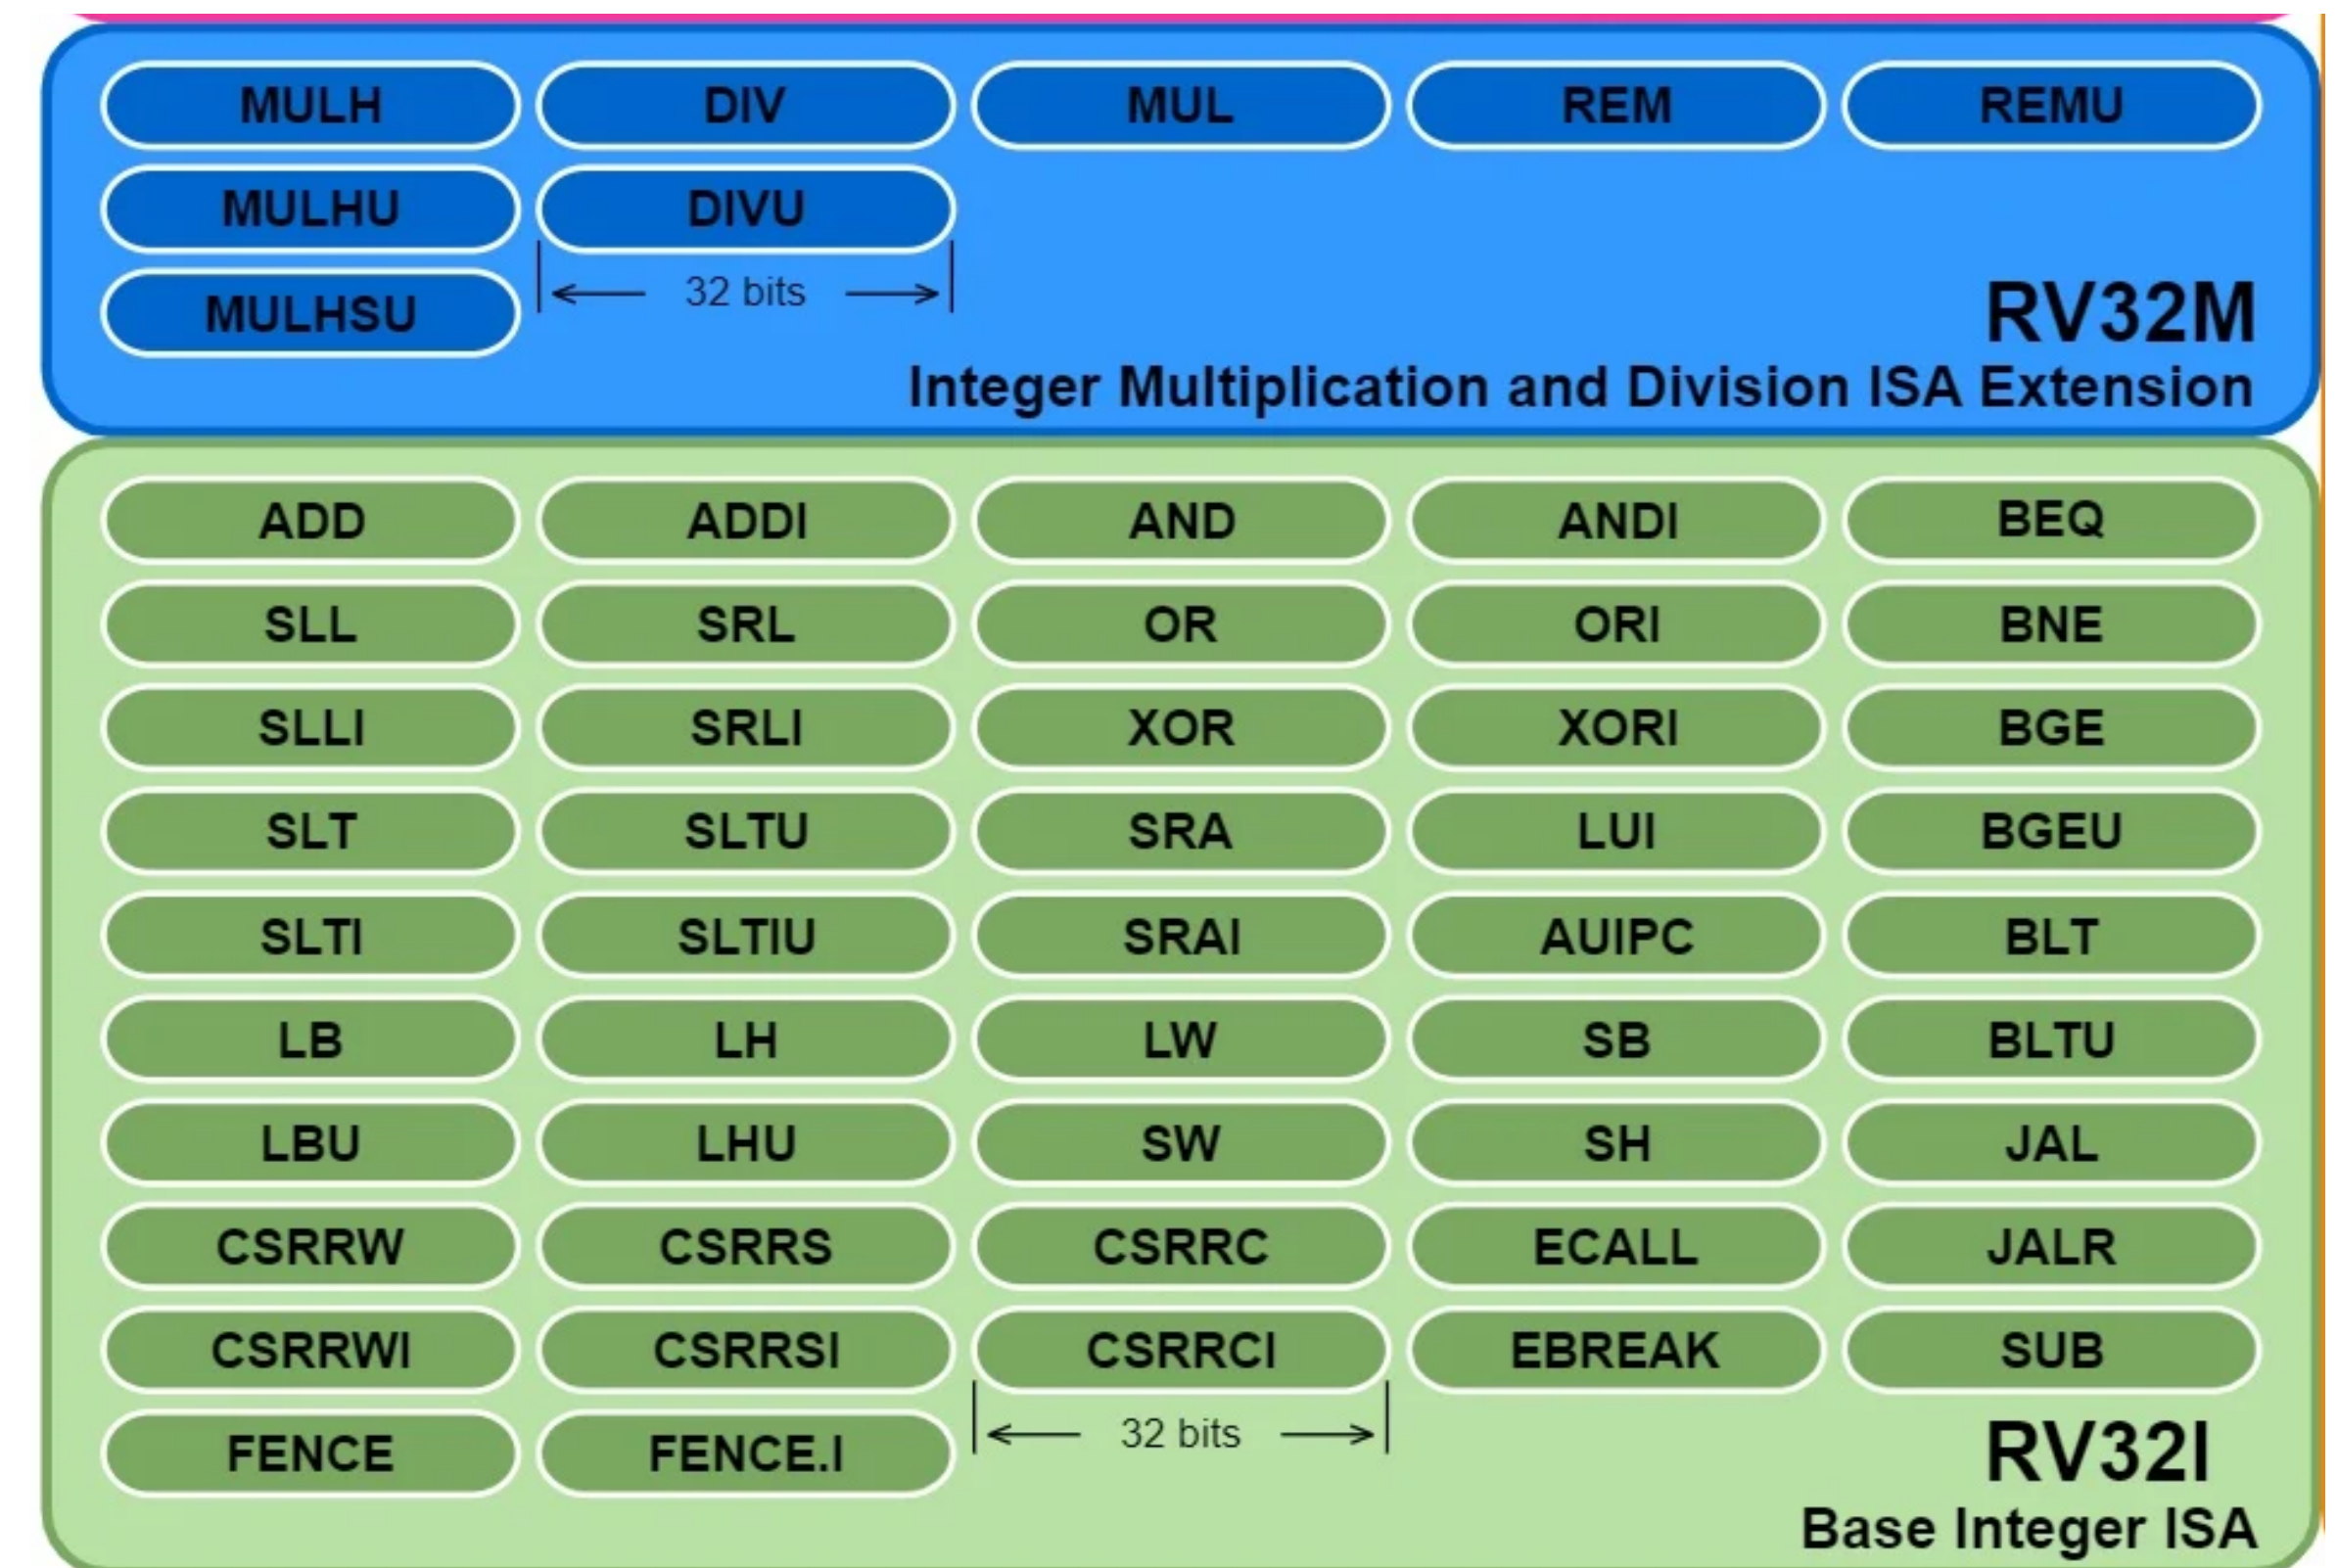 MULH DIV MUL REM REMU
MULHU DIVU
32 bits
MULHSU
RV32M
Integer Multiplication and Division ISA Extension
ADD ADDI AND ANDI BEQ
SLL SRL OR ORI BNE
SLLI SRLI XOR XORI BGE
SLT SLTU SRA LUI BGEU
SLTI SLTIU SRAI AUIPC BLT
LB LH LW SB BLTU
LBU LHU SW SH JAL
CSRRW CSRRS CSRRC ECALL JALR
CSRRWI CSRRSI CSRRCI EBREAK SUB
FENCE FENCE.I 32 bits
RV32I
Base Integer ISA